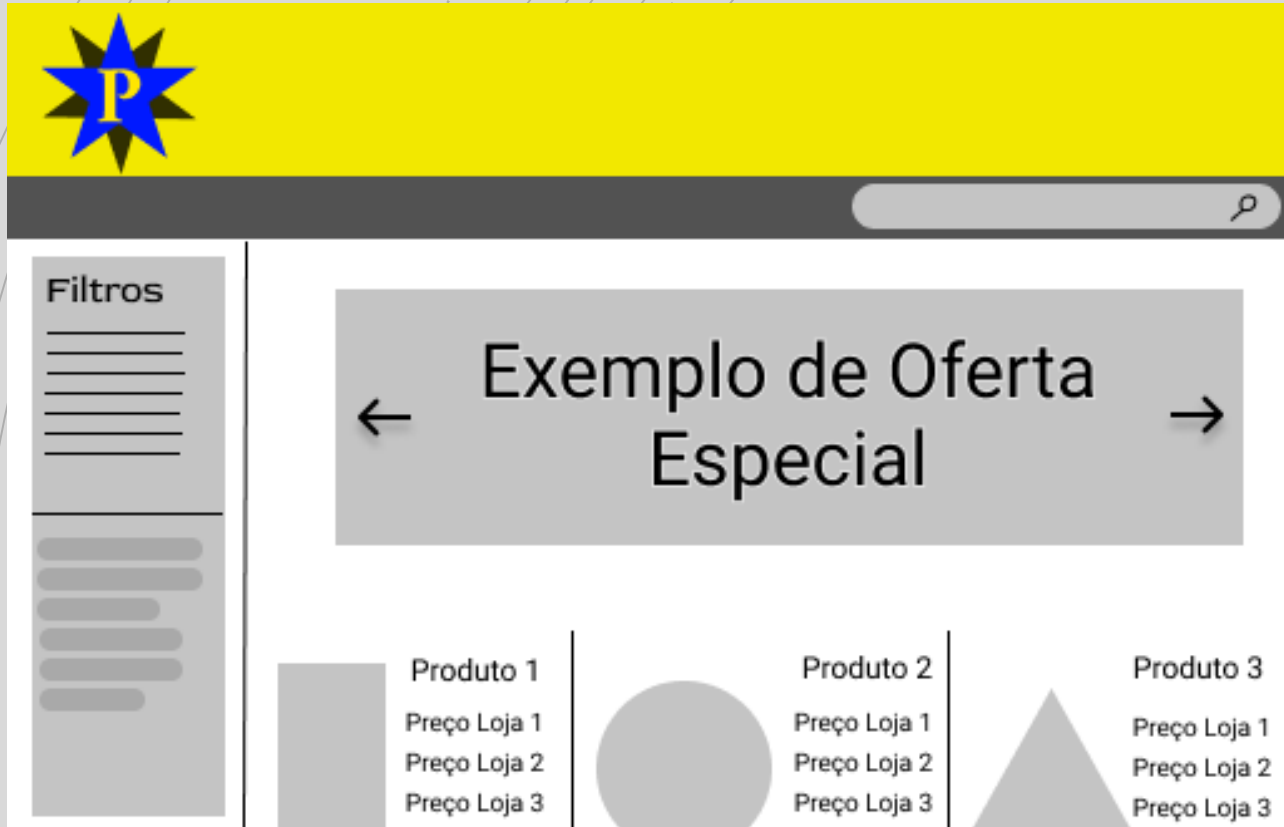 P
Filtros
Exemplo de Oferta
Especial
Produto 1
Preço Loja 1
Preço Loja 2
Preço Loja 3
Produto 2
Preço Loja 1
Preço Loja 2
Preço Loja 3
Produto 3
Preço Loja 1
Preço Loja 2
Preço Loja 3